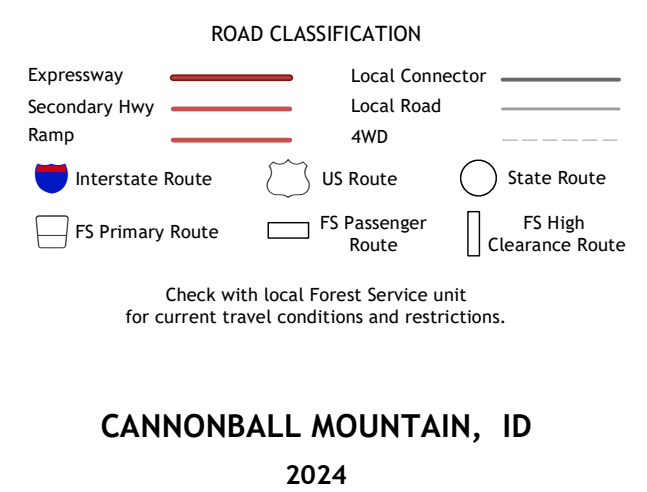 ROAD CLASSIFICATION
Expressway
Local Connector
Secondary Hwy
Local Road
Ramp
4WD
Interstate Route
US Route
State Route
FS Primary Route
FS Passenger
Route
FS High
Clearance Route
Check with local Forest Service unit
for current travel conditions and restrictions.
CANNONBALL MOUNTAIN, ID
2024